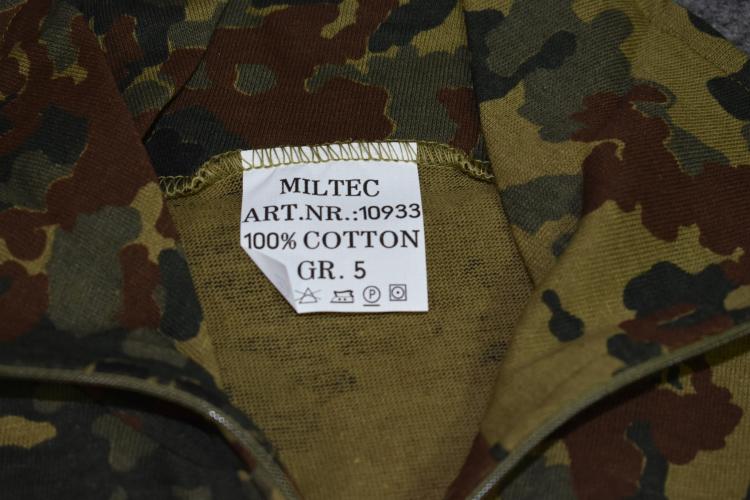 MILTEC
ART.NR.:10933
100% COTTON
GR. 5
P